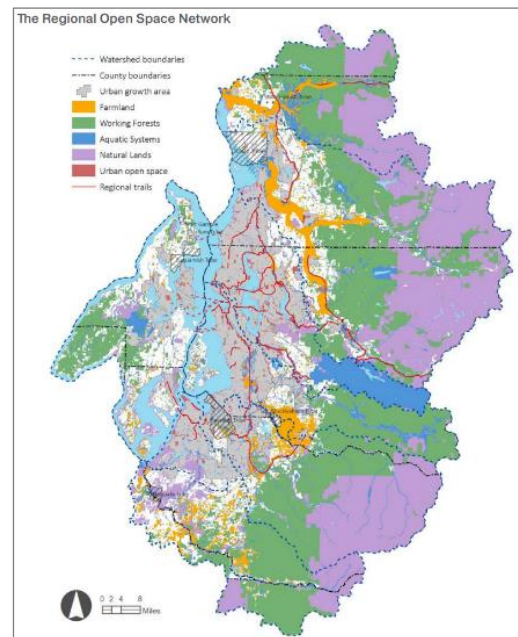 The Regional Open Space Network
Watershed boundaries
County boundaries
Urban growth area
Farmland
Working Forests
Aquatic Systems
Natural Lands
Urban open space
Regional trails
0 2 4 8
Miles